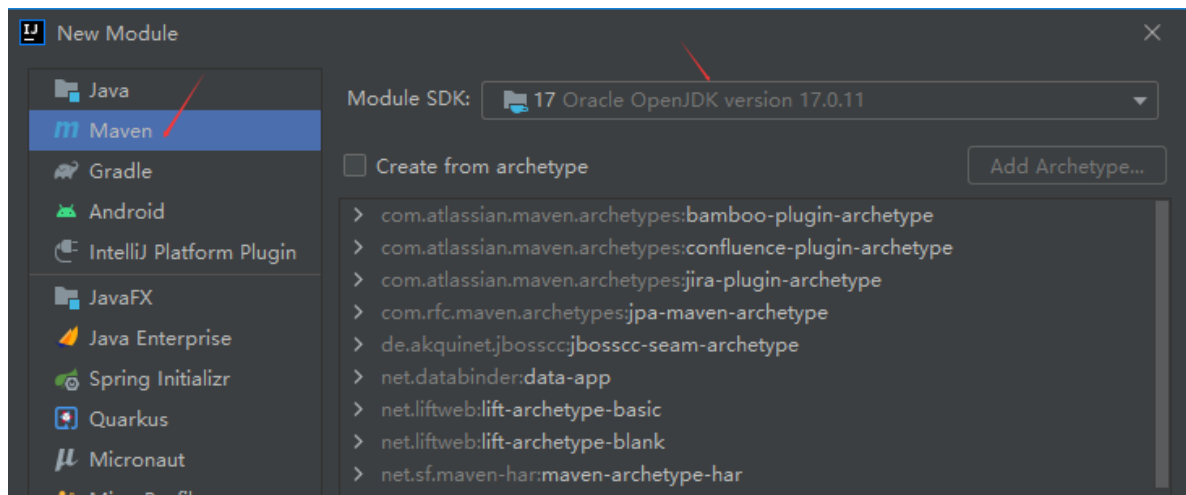 New Module
Java
Maven
Gradle
Android
IntelliJ Platform Plugin
JavaFX
Java Enterprise
Spring Initializr
Quarkus
Micronaut
Module SDK: 17 Oracle OpenJDK version 17.0.11
Create from archetype
Add Archetype...
com.atlassian.maven.archetypes:bamboo-plugin-archetype
com.atlassian.maven.archetypes:confluence-plugin-archetype
com.atlassian.maven.archetypes:jira-plugin-archetype
com.rfc.maven.archetypes:jpa-maven-archetype
de.akquinet.jbosscc:jbosscc-seam-archetype
net.databinder:data-app
net.liftweb:lift-archetype-basic
net.liftweb:lift-archetype-blank
net.sf.maven-har:maven-archetype-har